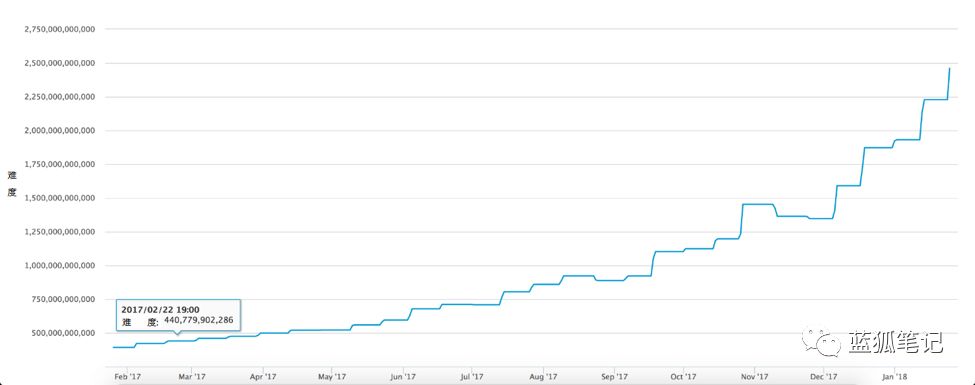 2,750,000,000,000
2,500,000,000,000
2,250,000,000,000
2,000,000,000,000
1,750,000,000,000
难
度
1,500,000,000,000
1,250,000,000,000
1,000,000,000,000
750,000,000,000
500,000,000,000
2017/02/22 19:00
难 度: 440,779,902,286
蓝狐笔记
Feb '17 Mar '17 Apr '17 May '17 Jun '17 Jul '17 Aug '17 Sep '17 Oct '17 Nov '17 Dec '17 Jan '18